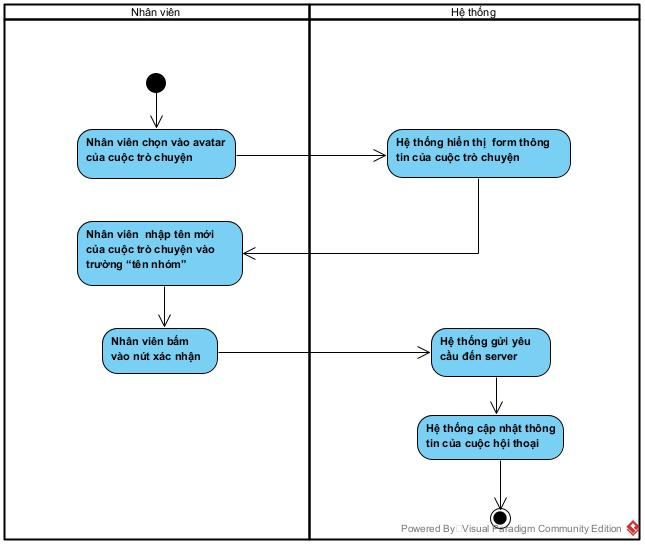 Nhân viên
Hệ thống
Nhân viên chọn vào avatar
của cuộc trò chuyện
Hệ thống hiển thị form thông
tin của cuộc trò chuyện
Nhân viên nhập tên mới
của cuộc trò chuyện vào
trường “tên nhóm”
Nhân viên bấm
vào nút xác nhận
Hệ thống gửi yêu
cầu đến server
Hệ thống cập nhật thông
tin của cuộc hội thoại
Powered By Visual Paradigm Community Edition